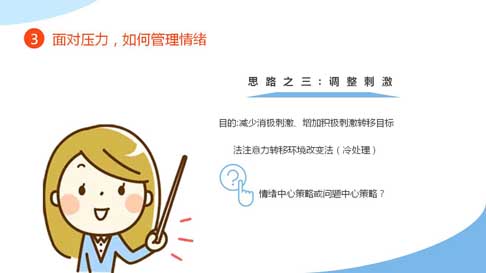 3 面对压力，如何管理情绪
思路之三：调整刺激
目的:减少消极刺激、增加积极刺激转移目标
法注意力转移环境改变法（冷处理）
?
情绪中心策略或问题中心策略？